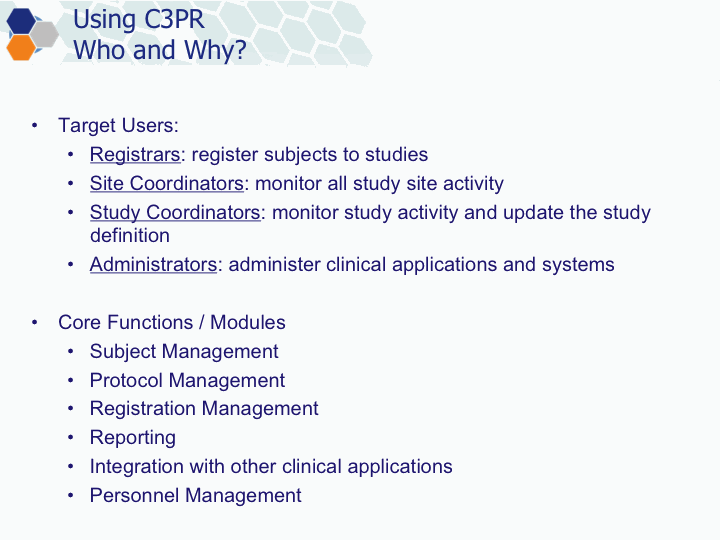 Using C3PR
Who and Why?
• Target Users:
• Registrars: register subjects to studies
• Site Coordinators: monitor all study site activity
• Study Coordinators: monitor study activity and update the study
definition
• Administrators: administer clinical applications and systems
• Core Functions / Modules
• Subject Management
• Protocol Management
• Registration Management
• Reporting
• Integration with other clinical applications
• Personnel Management